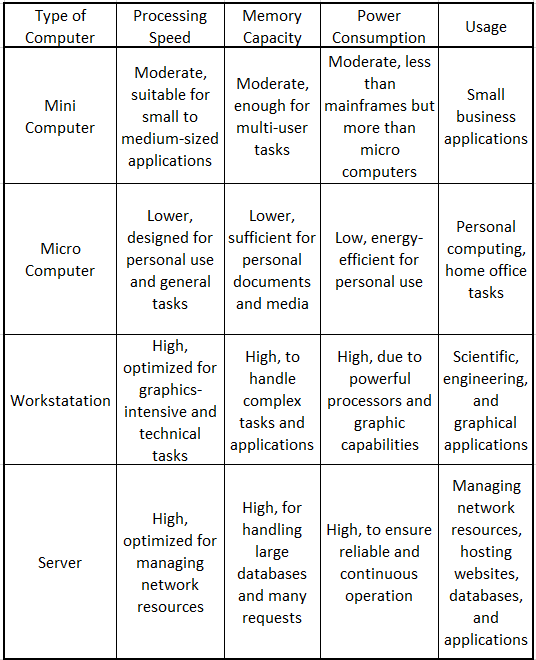 Type of
Computer
Processing
Speed
Memory
Capacity
Power
Consumption
Usage
Mini
Computer
Moderate,
suitable for
small to
medium-sized
applications
Moderate,
enough for
multi-user
tasks
Moderate, less
than
mainframes but
more than
micro
computers
Small
business
applications
Micro
Computer
Lower,
designed for
personal use
and general
tasks
Lower,
sufficient for
personal
documents
and media
Low, energy-
efficient for
personal use
Personal
computing,
home office
tasks
Workstatation
High,
optimized for
graphics-
intensive and
technical
tasks
High, to
handle
complex
tasks and
applications
High, due to
powerful
processors and
graphic
capabilities
Scientific,
engineering,
and
graphical
applications
Server
High,
optimized for
managing
network
resources
High, for
handling
large
databases
and many
requests
High, to ensure
reliable and
continuous
operation
Managing
network
resources,
hosting
websites,
databases,
and
applications